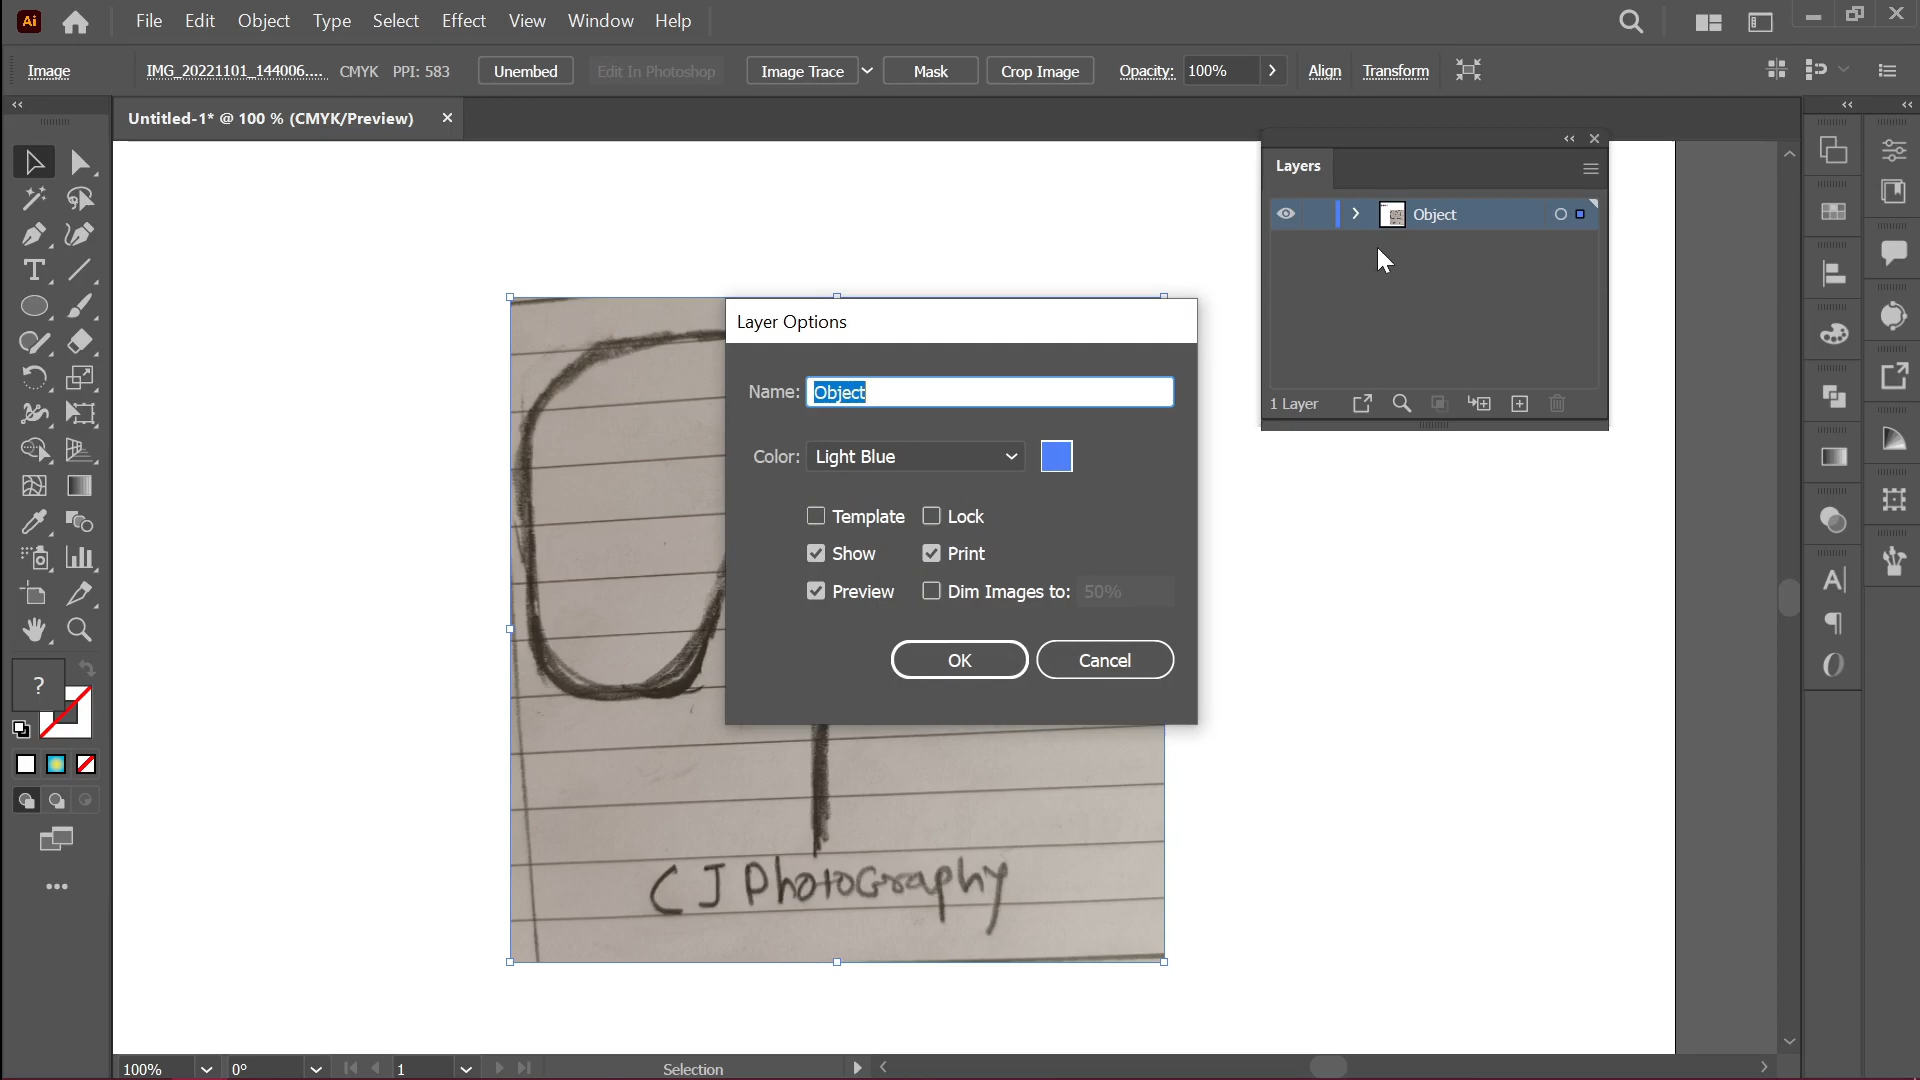 Ai File Edit Object Type Select Effect View Window Help
Image IMG_20221101_144006.... CMYK PPI: 583 Unembed Edit In Photoshop Image Trace Mask Crop Image Opacity: 100% Align Transform
Untitled-1* @ 100 % (CMYK/Preview)
Layers
Object
1 Layer
Layer Options
Name: Object
Color: Light Blue
Template Lock
Show Print
Preview Dim Images to: 50%
OK Cancel
CJ PhotoGraphy
100% 0° 1 Selection